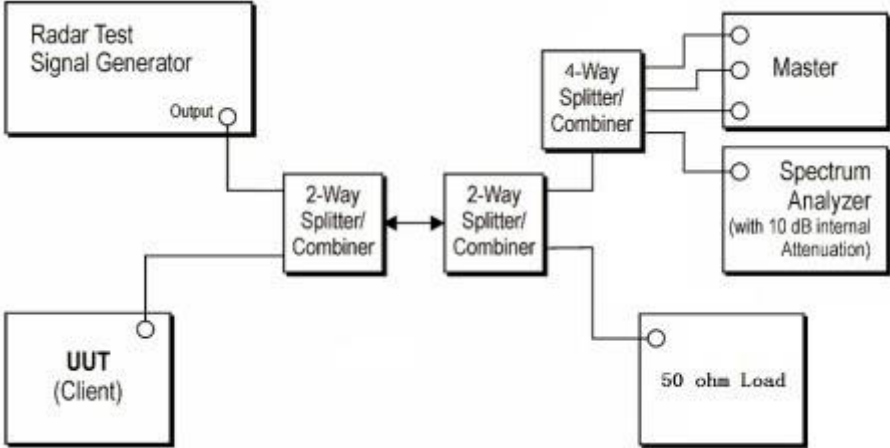 Radar Test
Signal Generator
Output
4-Way
Splitter/
Combiner
Master
2-Way
Splitter/
Combiner
2-Way
Splitter/
Combiner
Spectrum
Analyzer
(with 10 dB internal
Attenuation)
UUT
(Client)
50 ohm Load